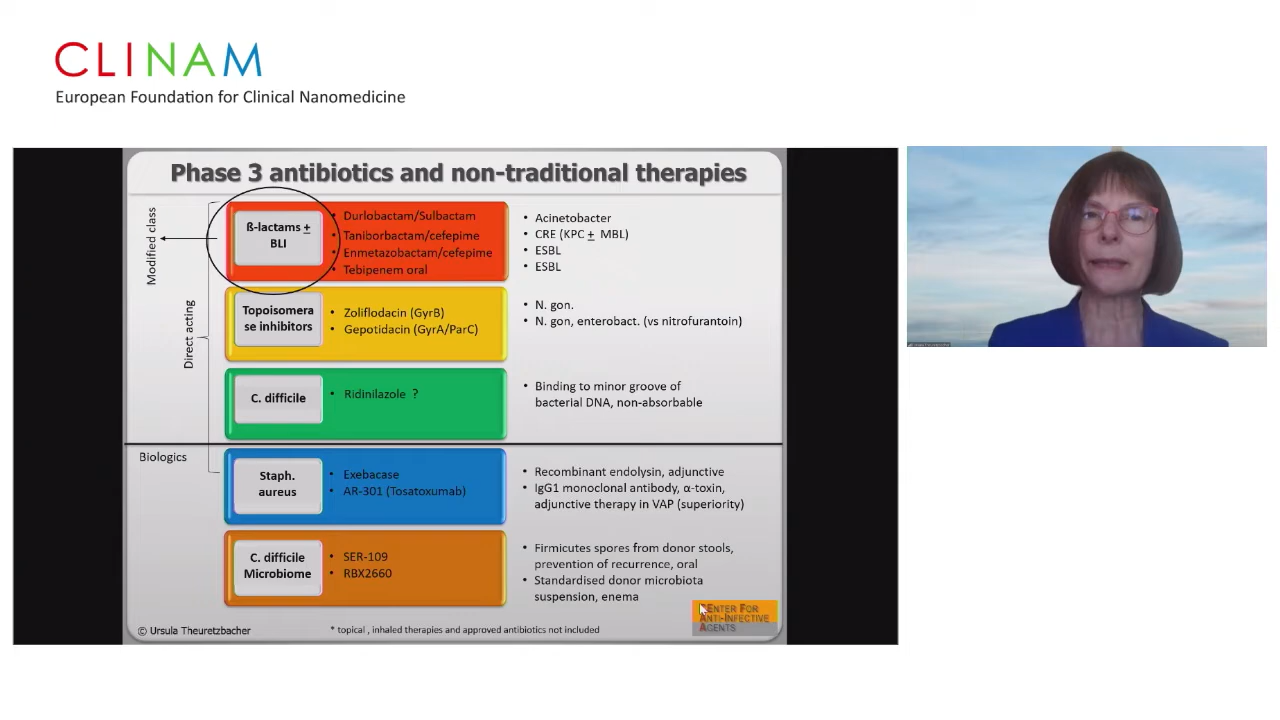 CLINAM
European Foundation for Clinical Nanomedicine
Phase 3 antibiotics and non-traditional therapies
Modified class
Direct acting
ß-lactams ±
BLI
• Durlobactam/Sulbactam
• Taniborbactam/cefepime
• Enmetazobactam/cefepime
• Tebipenem oral
• Acinetobacter
• CRE (KPC ± MBL)
• ESBL
• ESBL
Topoisomera
se inhibitors
• Zoliflodacin (GyrB)
• Gepotidacin (GyrA/ParC)
• N. gon.
• N. gon, enterobact. (vs nitrofurantoin)
C. difficile
• Ridinilazole ?
• Binding to minor groove of
bacterial DNA, non-absorbable
Biologics
Staph.
aureus
• Exebacase
• AR-301 (Tosatoxumab)
• Recombinant endolysin, adjunctive
• IgG1 monoclonal antibody, α-toxin,
adjunctive therapy in VAP (superiority)
C. difficile
Microbiome
• SER-109
• RBX2660
• Firmicutes spores from donor stools,
prevention of recurrence, oral
• Standardised donor microbiota
suspension, enema
CENTER FOR
ANTI-INFECTIVE
AGENTS
© Ursula Theuretzbacher
* topical , inhaled therapies and approved antibiotics not included